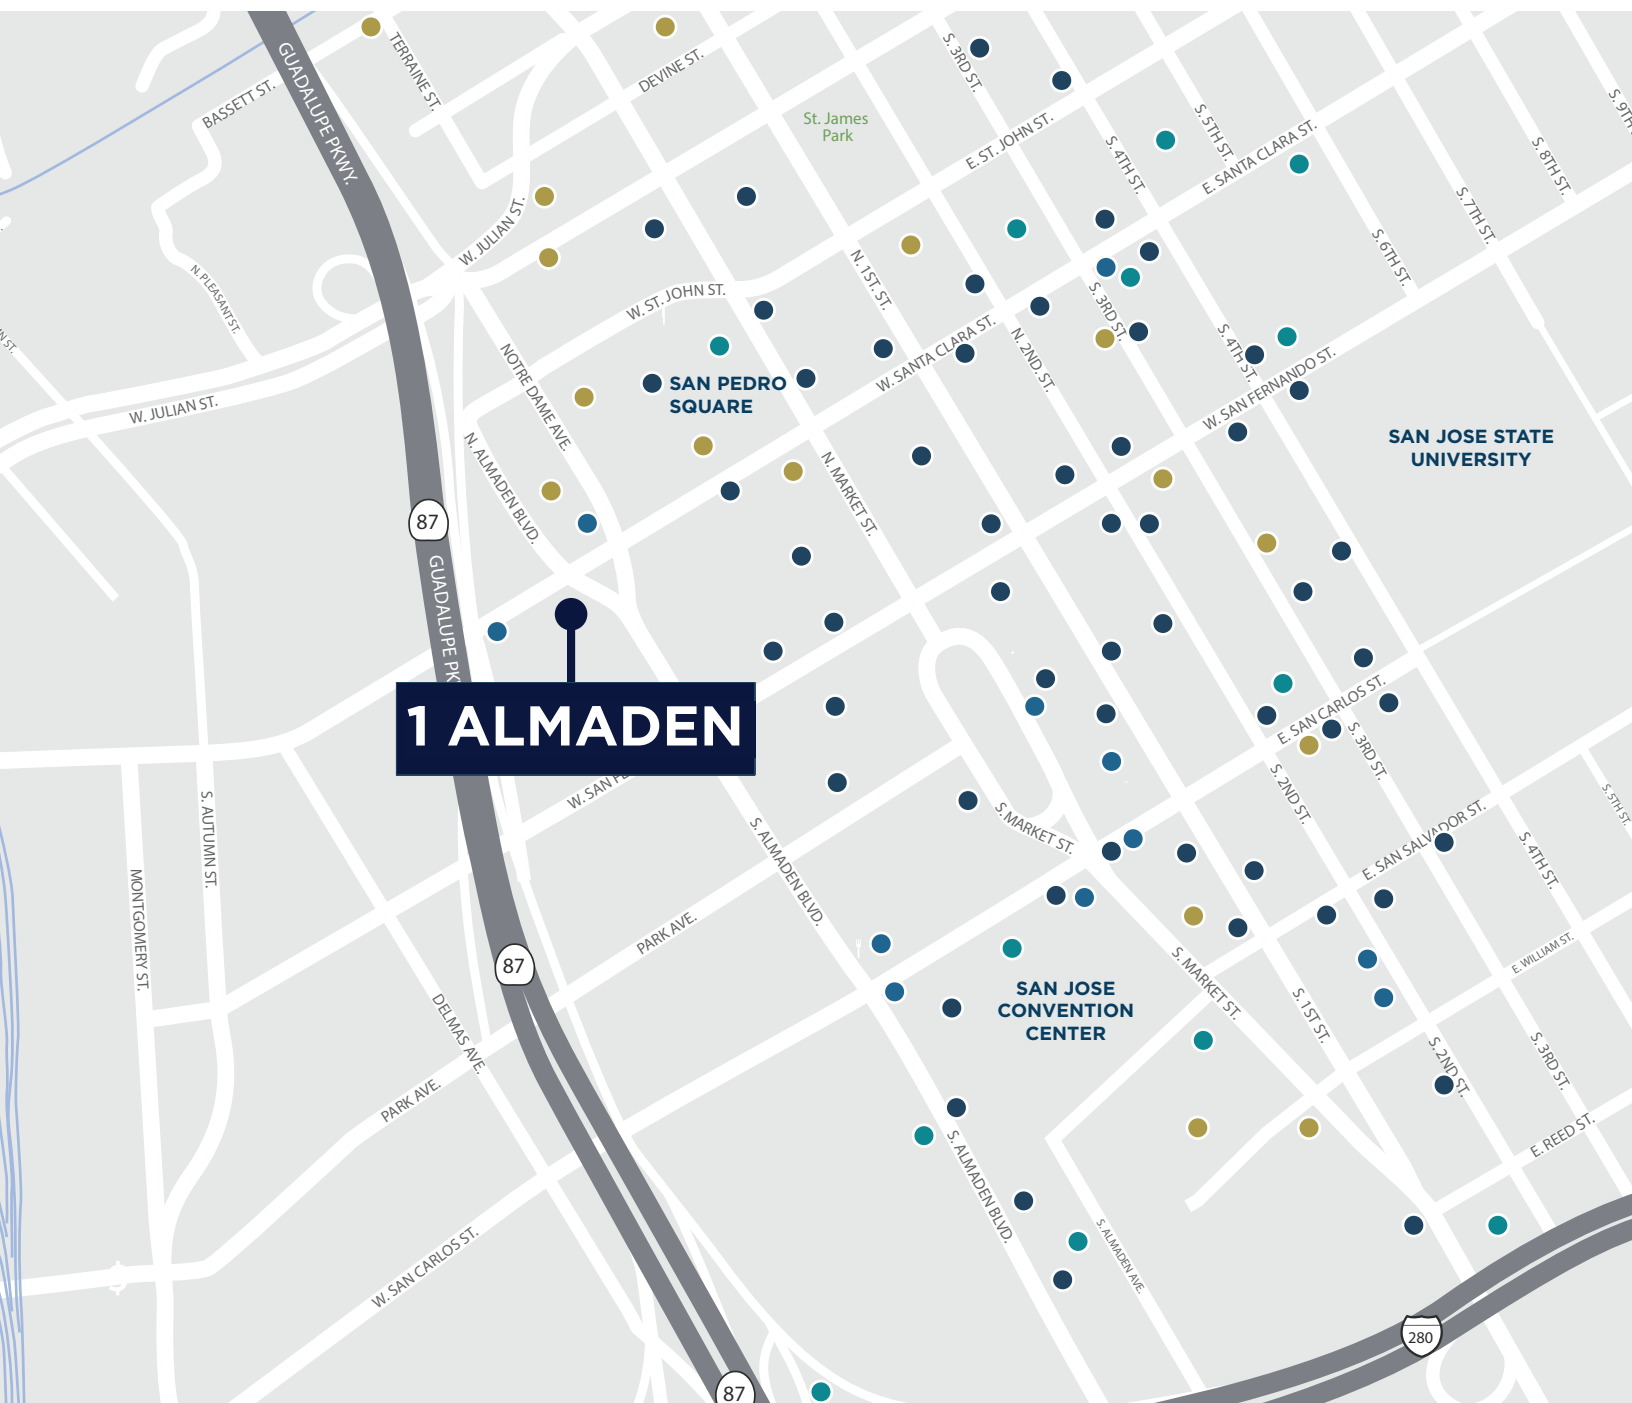 GUADALUPE PKWY.
TERRAINE ST.
BASSETT ST.
DEVINE ST.
S. 3RD ST.
St. James
Park
E. ST. JOHN ST.
S. 4TH ST.
S. 5TH ST.
E. SANTA CLARA ST.
S. 9TH
S. 8TH ST.
S. 7TH ST.
S. 6TH ST.
W. JULIAN ST.
N. PLEASANT ST.
N. 1ST. ST.
W. ST. JOHN ST.
S. 3RD ST.
N. 2ND. ST.
W. SANTA CLARA ST.
S. 4TH ST.
W. SAN FERNANDO ST.
N ST.
NOTRE DAME AVE.
SAN PEDRO
SQUARE
W. JULIAN ST.
N. ALMADEN BLVD.
N. MARKET ST.
SAN JOSE STATE
UNIVERSITY
87
GUADALUPE PK
1 ALMADEN
W. SAN FE
E. SAN CARLOS ST.
S. 3RD ST.
S. 2ND ST.
S. 5TH ST.
S. MARKET ST.
S. AUTUMN ST.
S. ALMADEN BLVD.
E. SAN SALVADOR ST.
S. 4TH ST.
MONTGOMERY ST.
PARK AVE.
87
S. MARKET ST.
E. WILLIAM ST.
SAN JOSE
CONVENTION
CENTER
DELMAS AVE.
S. 1ST ST.
S. 2ND ST.
S. 3RD ST.
PARK AVE.
E. REED ST.
S. ALMADEN BLVD.
S. ALMADEN AVE.
W. SAN CARLOS ST.
280
87